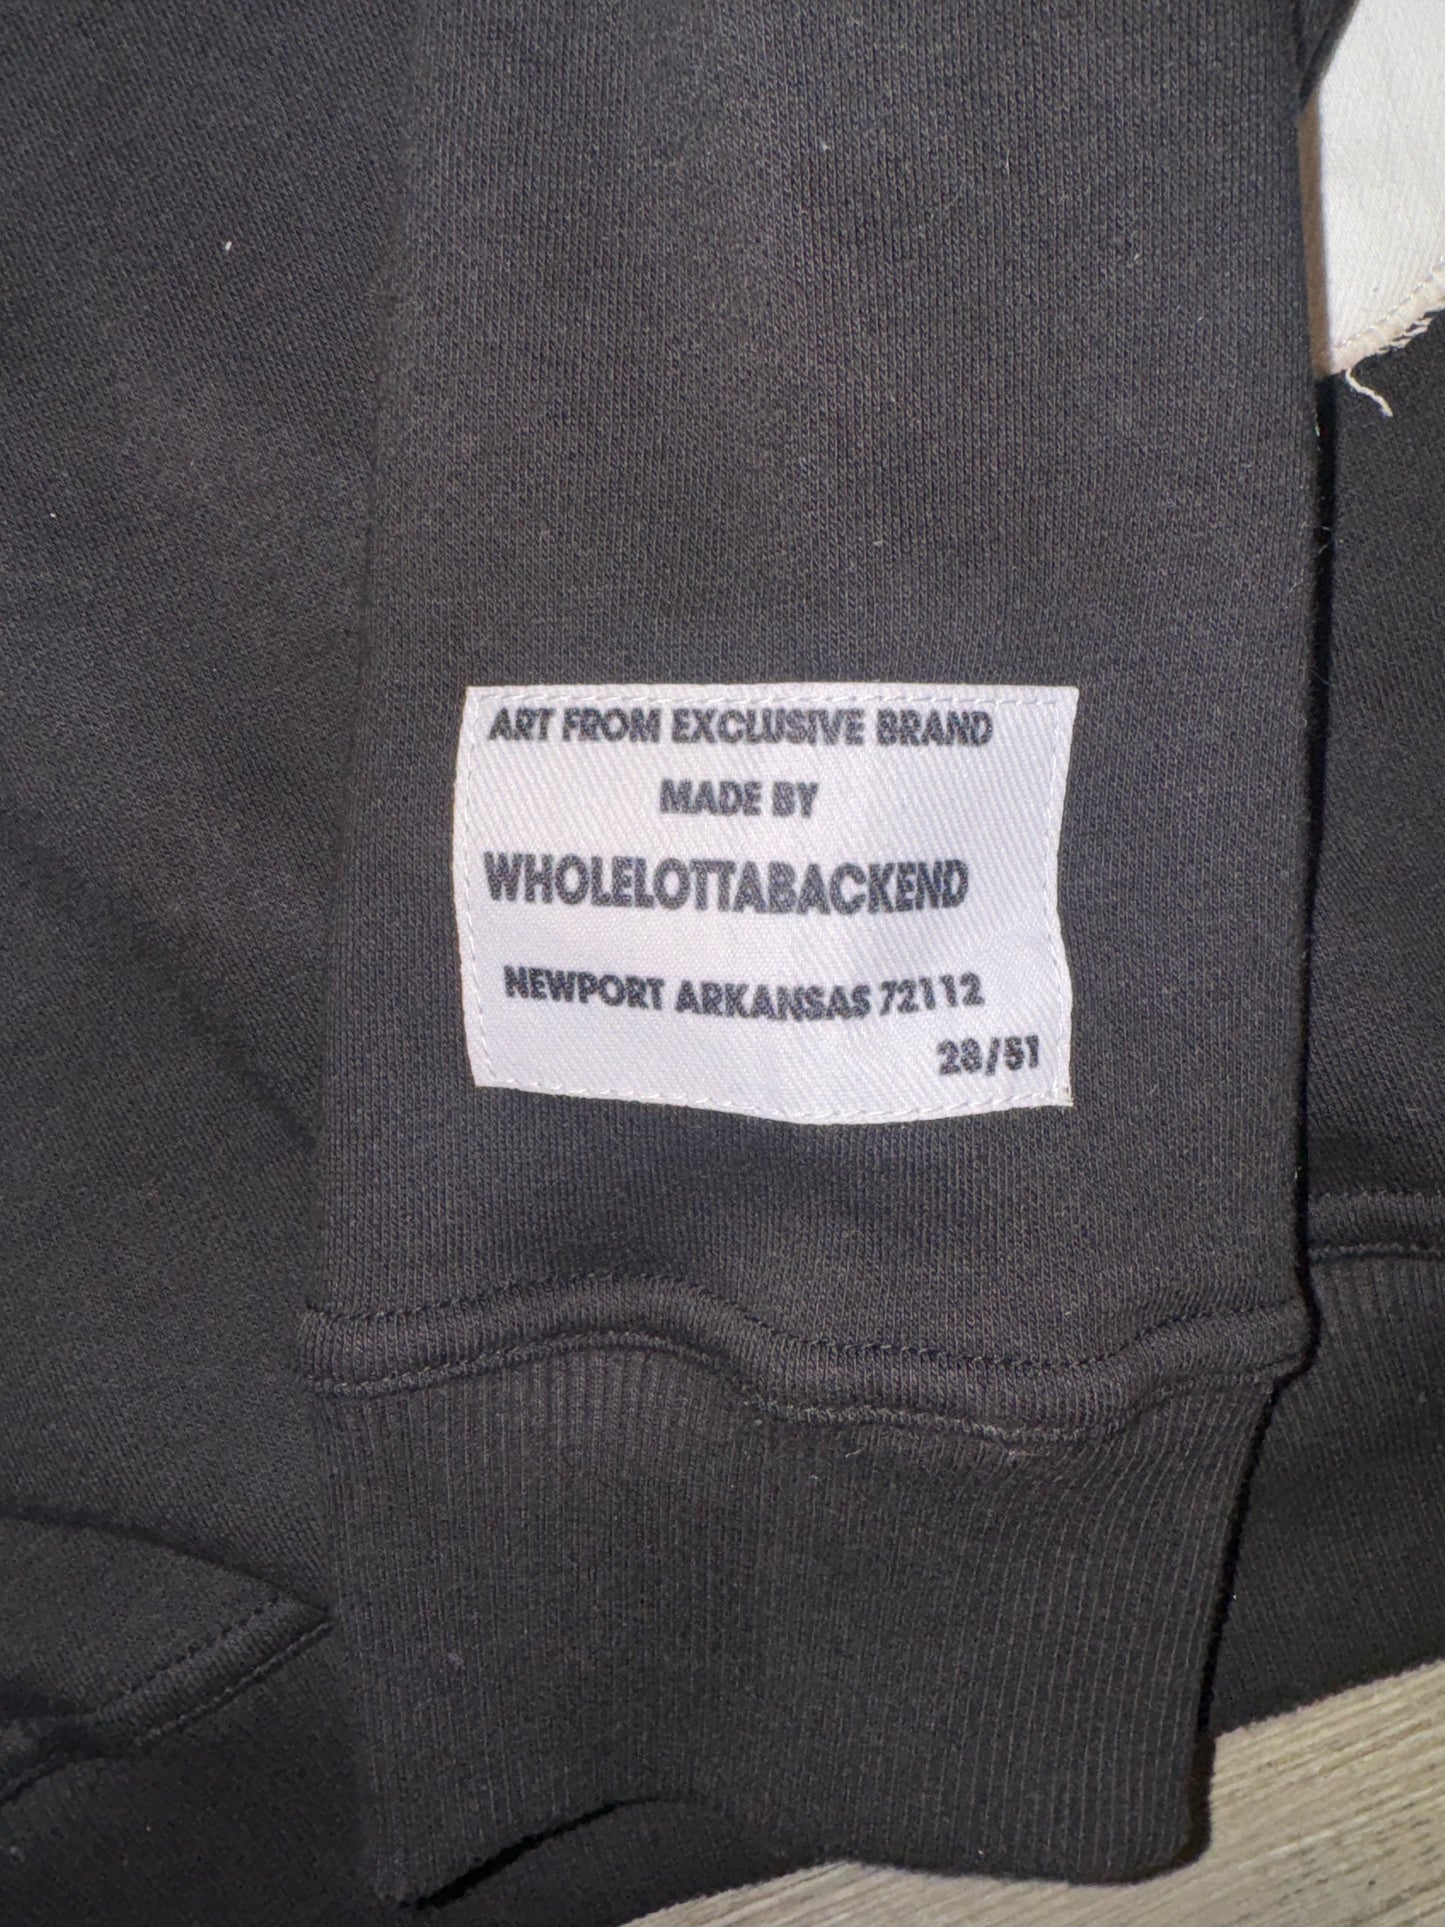 ART FROM EXCLUSIVE BRAND
MADE BY
WHOLELOTTABACKEND
NEWPORT ARKANSAS 72112
28/51